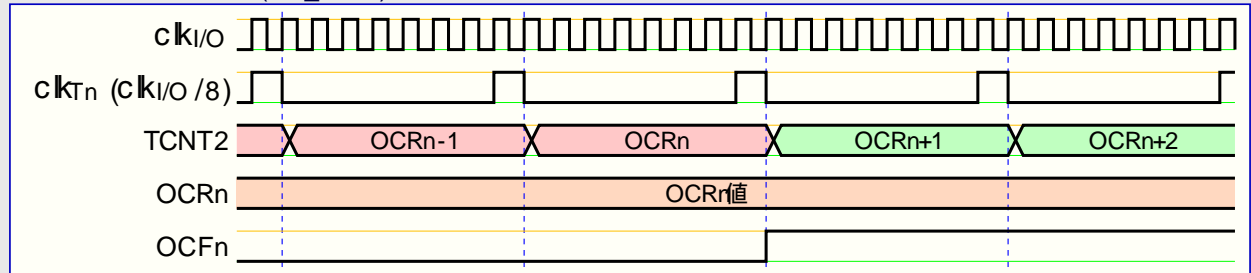 clkI/O
clkTn (clkI/O /8)
TCNT2 OCRn-1 OCRn OCRn+1 OCRn+2
OCRn OCRn値
OCFn